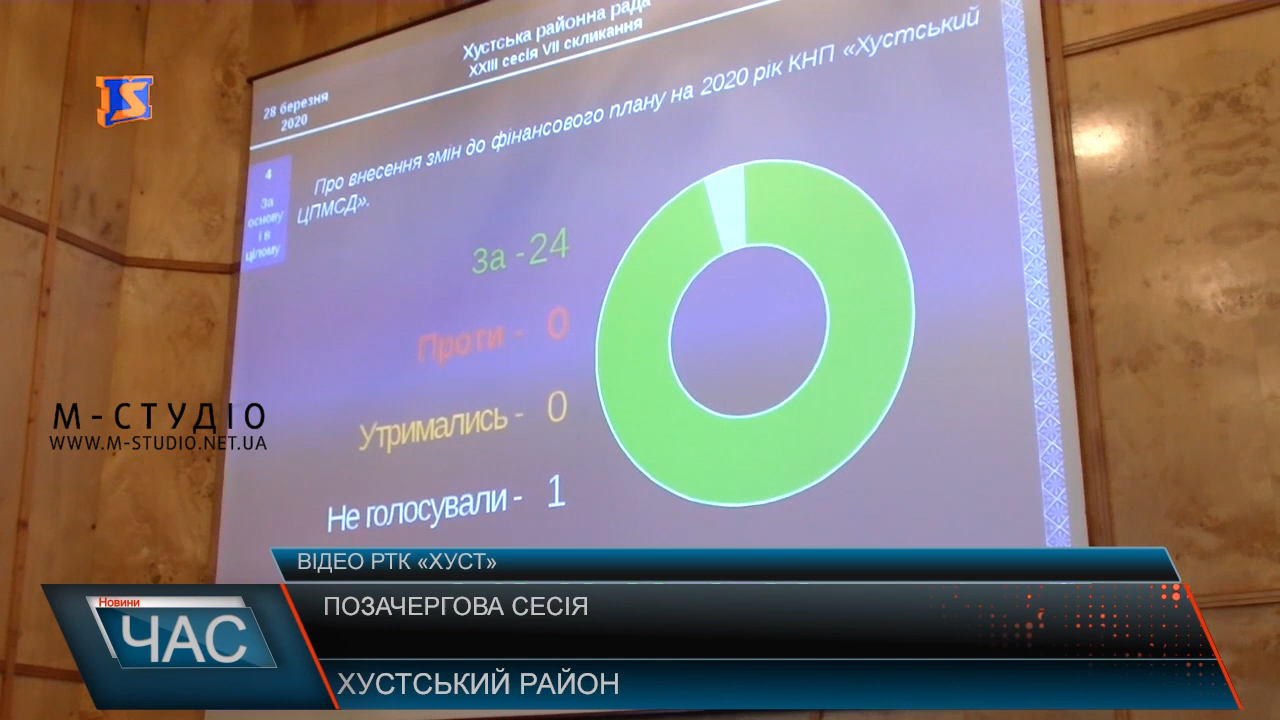 Хустська районна рада
XXIII сесія VII скликання
28 березня
2020
4
За
основу
і в
цілому
Про внесення змін до фінансового плану на 2020 рік КНП «Хустський
ЦПМСД».
За - 24
Проти - 0
Утримались - 0
Не голосували - 1
М-СТУДІО
WWW.M-STUDIO.NET.UA
ВІДЕО РТК «ХУСТ»
Новини
ЧАС
ПОЗАЧЕРГОВА СЕСІЯ
ХУСТСЬКИЙ РАЙОН